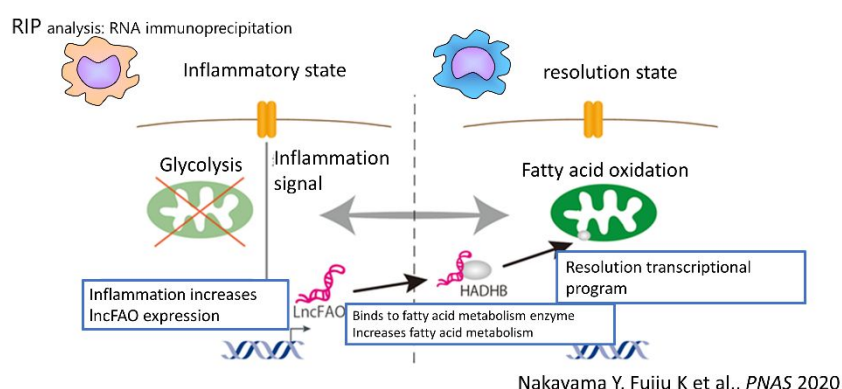 RIP analysis: RNA immunoprecipitation
Inflammatory state
resolution state
Glycolysis
Inflammation
signal
Fatty acid oxidation
Inflammation increases
lncFAO expression
LncFAO
HADHB
Binds to fatty acid metabolism enzyme
Increases fatty acid metabolism
Resolution transcriptional
program
Nakayama Y, Fujiu K et al., PNAS 2020